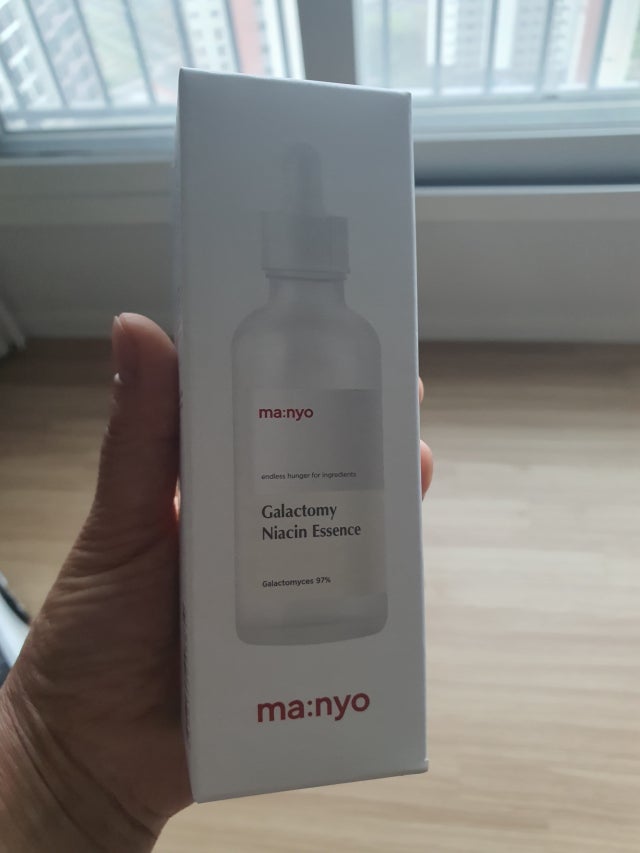 ma:nyo
endless hunger for ingredients
Galactomy
Niacin Essence
Galactomyces 97%
ma:nyo